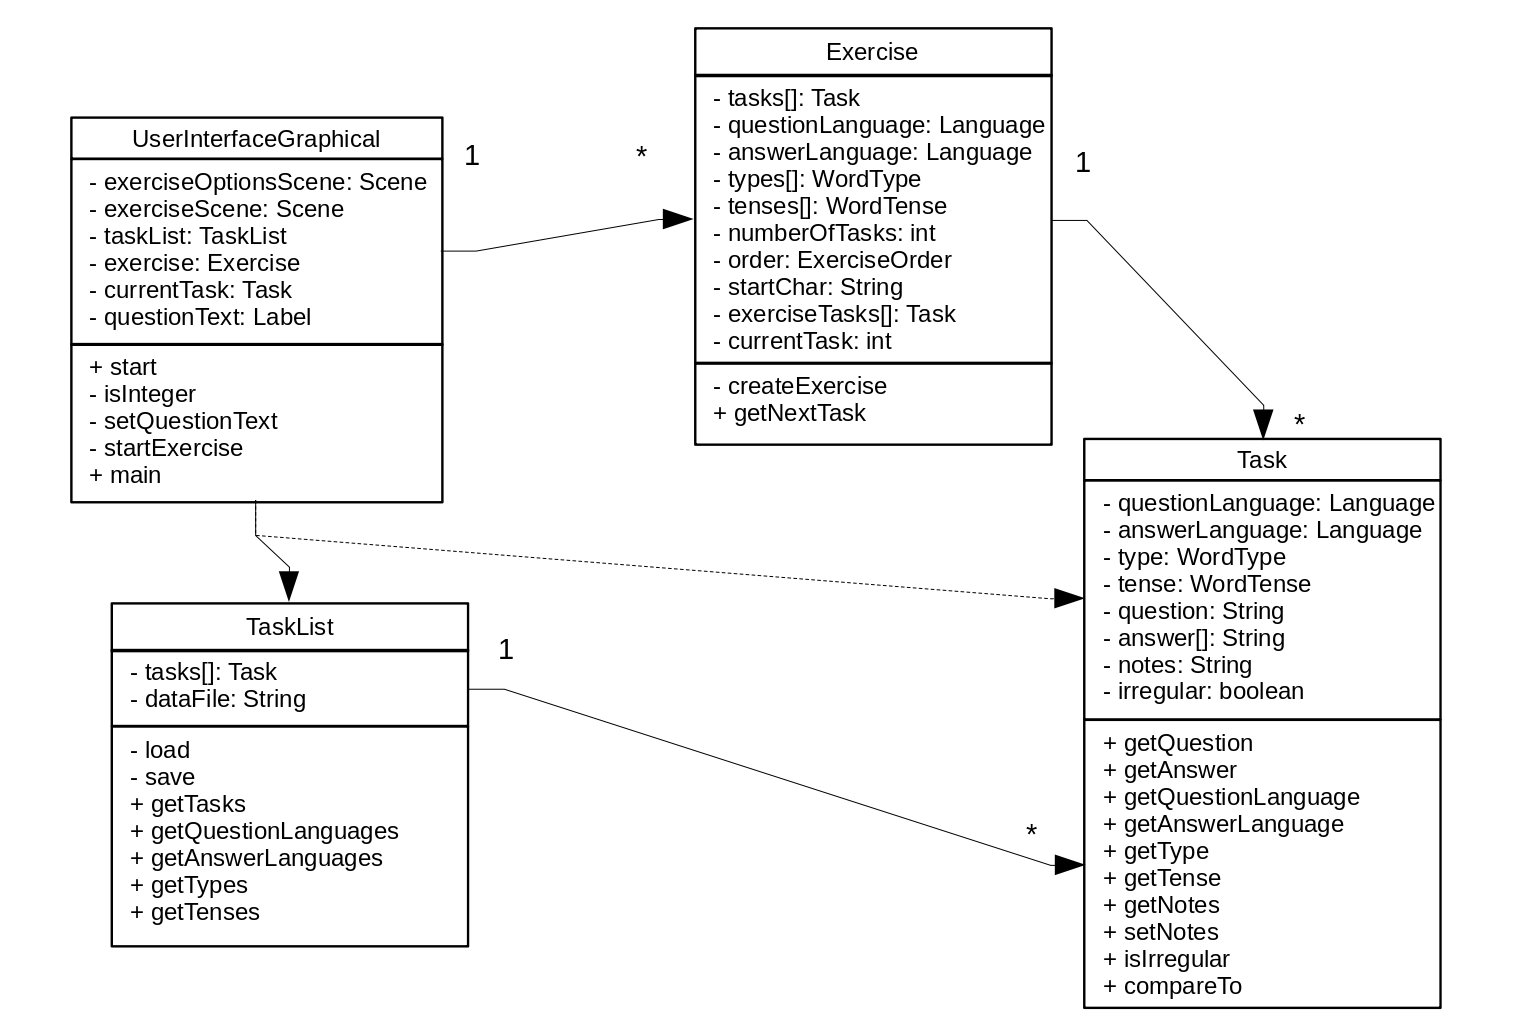 UserInterfaceGraphical
- exerciseOptionsScene: Scene
- exerciseScene: Scene
- taskList: TaskList
- exercise: Exercise
- currentTask: Task
- questionText: Label
+ start
- isInteger
- setQuestionText
- startExercise
+ main
1
*
Exercise
- tasks[]: Task
- questionLanguage: Language
- answerLanguage: Language
- types[]: WordType
- tenses[]: WordTense
- numberOfTasks: int
- order: ExerciseOrder
- startChar: String
- exerciseTasks[]: Task
- currentTask: int
- createExercise
+ getNextTask
1
*
TaskList
- tasks[]: Task
- dataFile: String
- load
- save
+ getTasks
+ getQuestionLanguages
+ getAnswerLanguages
+ getTypes
+ getTenses
1
*
Task
- questionLanguage: Language
- answerLanguage: Language
- type: WordType
- tense: WordTense
- question: String
- answer[]: String
- notes: String
- irregular: boolean
+ getQuestion
+ getAnswer
+ getQuestionLanguage
+ getAnswerLanguage
+ getType
+ getTense
+ getNotes
+ setNotes
+ isIrregular
+ compareTo